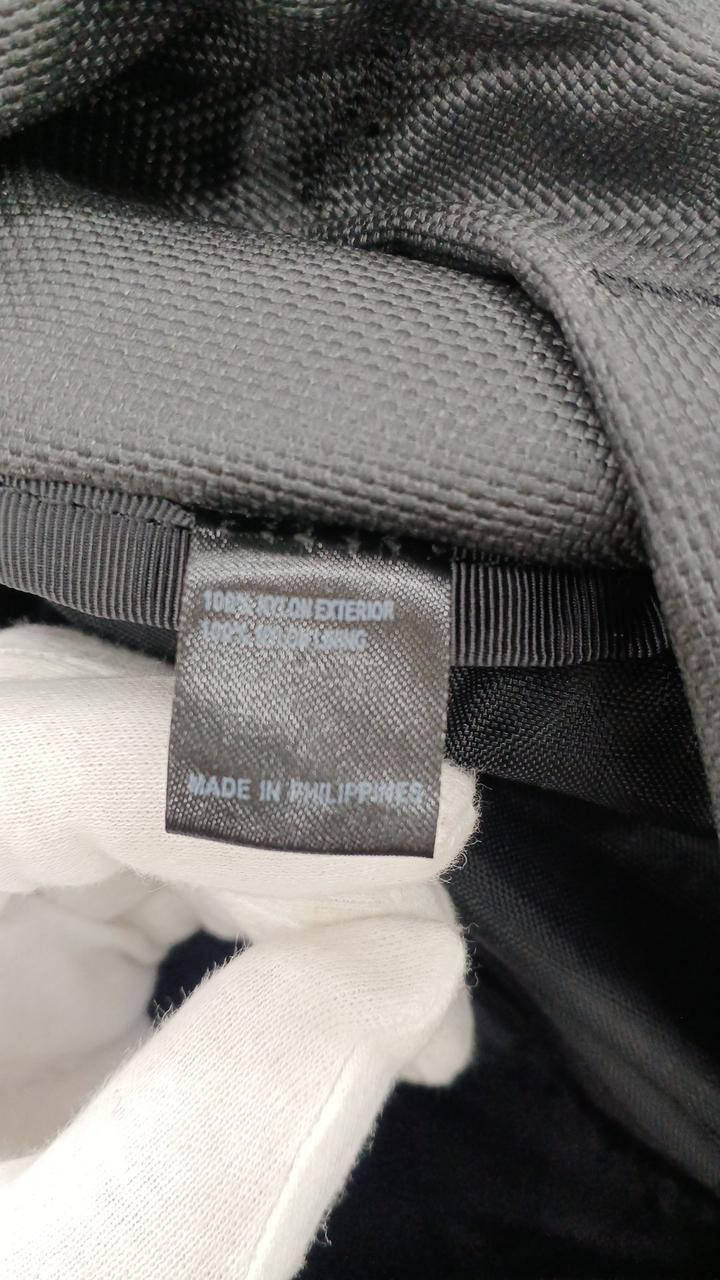 100% NYLON EXTERIOR
100% NYLON LINING
MADE IN PHILIPPINES